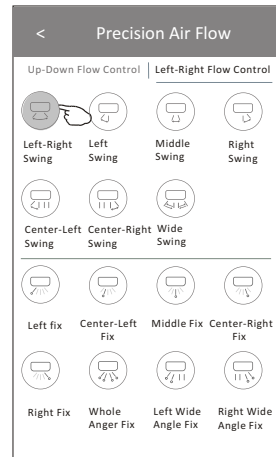 < Precision Air Flow
Up-Down Flow Control Left-Right Flow Control
Left-Right Left Middle Right
Swing Swing Swing Swing
Center-Left Center-Right Wide
Swing Swing Swing
Left fix Center-Left Middle Fix Center-Right
Fix Fix
Right Fix Whole Left Wide Right Wide
Anger Fix Angle Fix Angle Fix